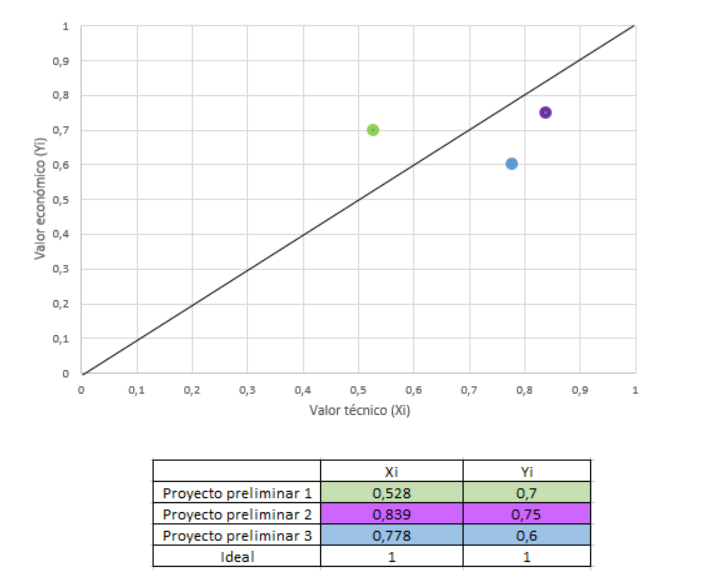 1
0,9
0,8
0,7
0,6
0,5
0,4
0,3
0,2
0,1
0
Valor económico (Yi)
0 0,1 0,2 0,3 0,4 0,5 0,6 0,7 0,8 0,9 1
Valor técnico (Xi)
Xi Yi
Proyecto preliminar 1 0,528 0,7
Proyecto preliminar 2 0,839 0,75
Proyecto preliminar 3 0,778 0,6
Ideal 1 1